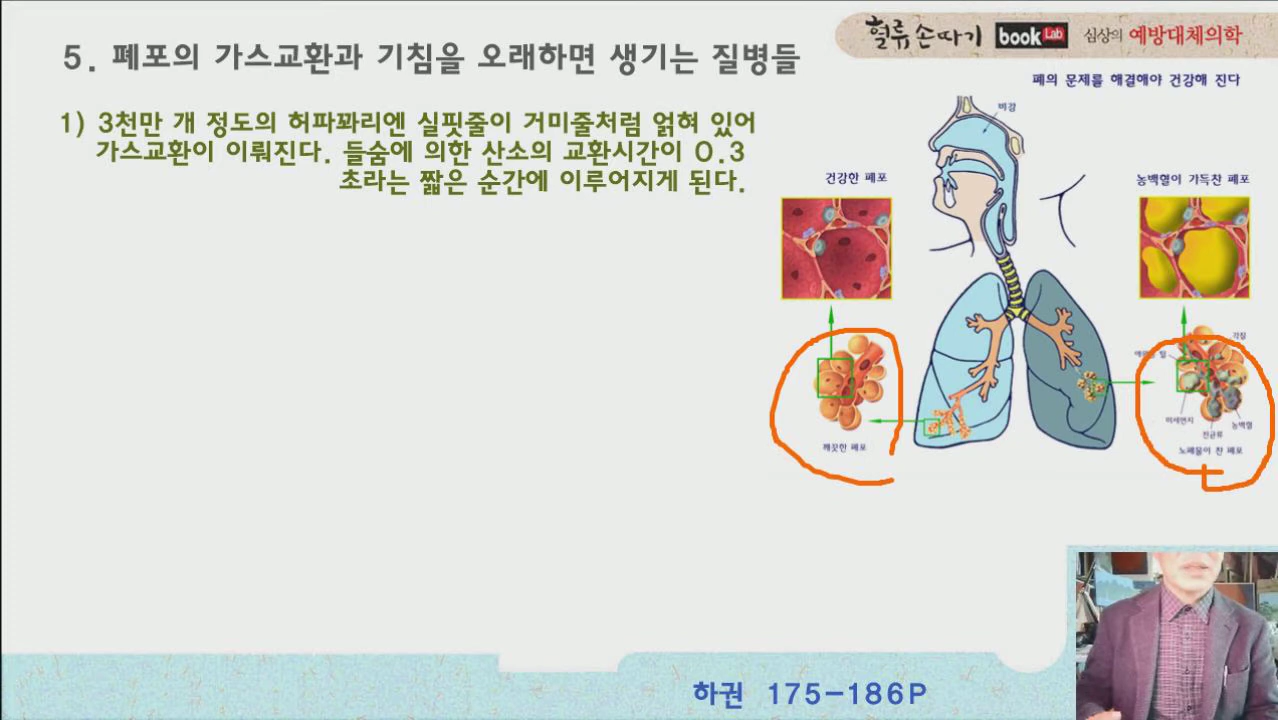 5. 폐포의 가스교환과 기침을 오래하면 생기는 질병들
혈류 손따기 book Lab 심상의 예방대체의학
폐의 문제를 해결해야 건강해 진다
1) 3천만 개 정도의 허파꽈리엔 실핏줄이 거미줄처럼 얽혀 있어
가스교환이 이뤄진다. 들숨에 의한 산소의 교환시간이 0.3
초라는 짧은 순간에 이루어지게 된다.
비강
건강한 폐포
농백혈이 가득찬 폐포
각질
미세먼지
농백혈
진균류
깨끗한 폐포
노폐물이 찬 폐포
하권 175-186P